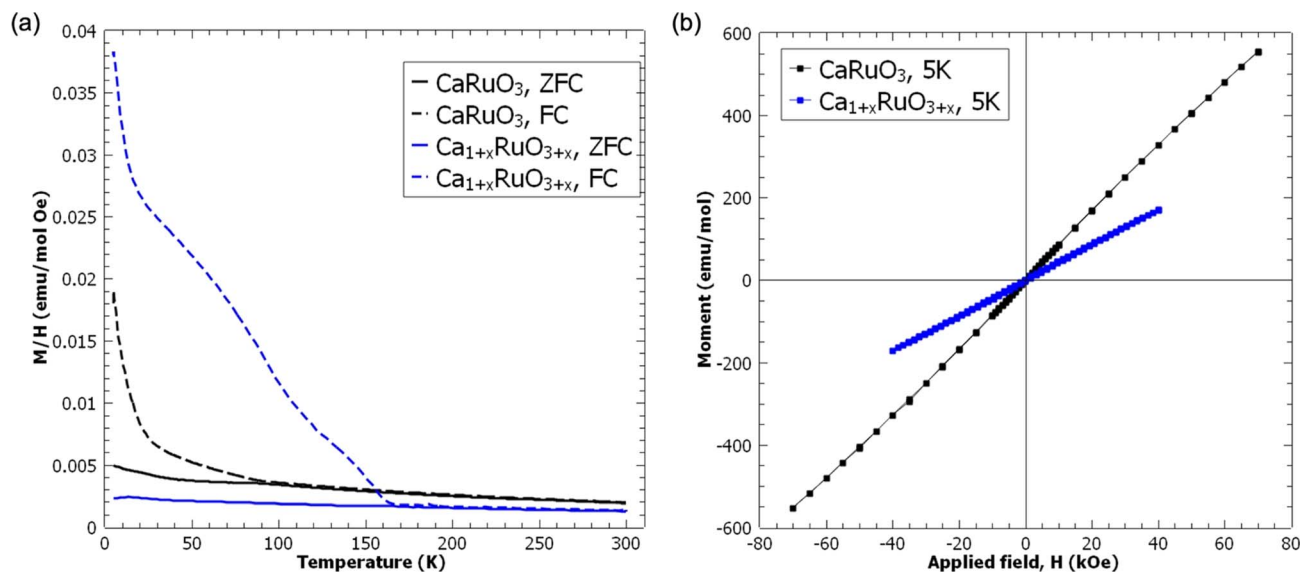 (a)
0.04
0.035
0.03
0.025
0.02
0.015
0.01
0.005
0
M/H (emu/mol Oe)
CaRuO₃, ZFC
CaRuO₃, FC
Ca₁₊ₓRuO₃₊ₓ, ZFC
Ca₁₊ₓRuO₃₊ₓ, FC
0 50 100 150 200 250 300
Temperature (K)
(b)
600
400
200
0
-200
-400
-600
Moment (emu/mol)
CaRuO₃, 5K
Ca₁₊ₓRuO₃₊ₓ, 5K
-80 -60 -40 -20 0 20 40 60 80
Applied field, H (kOe)